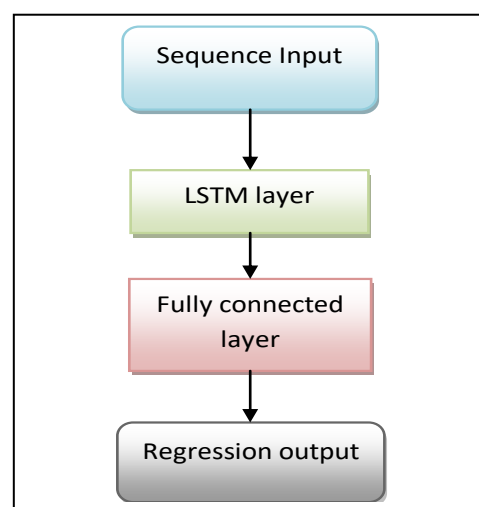 Sequence Input
LSTM layer
Fully connected
layer
Regression output